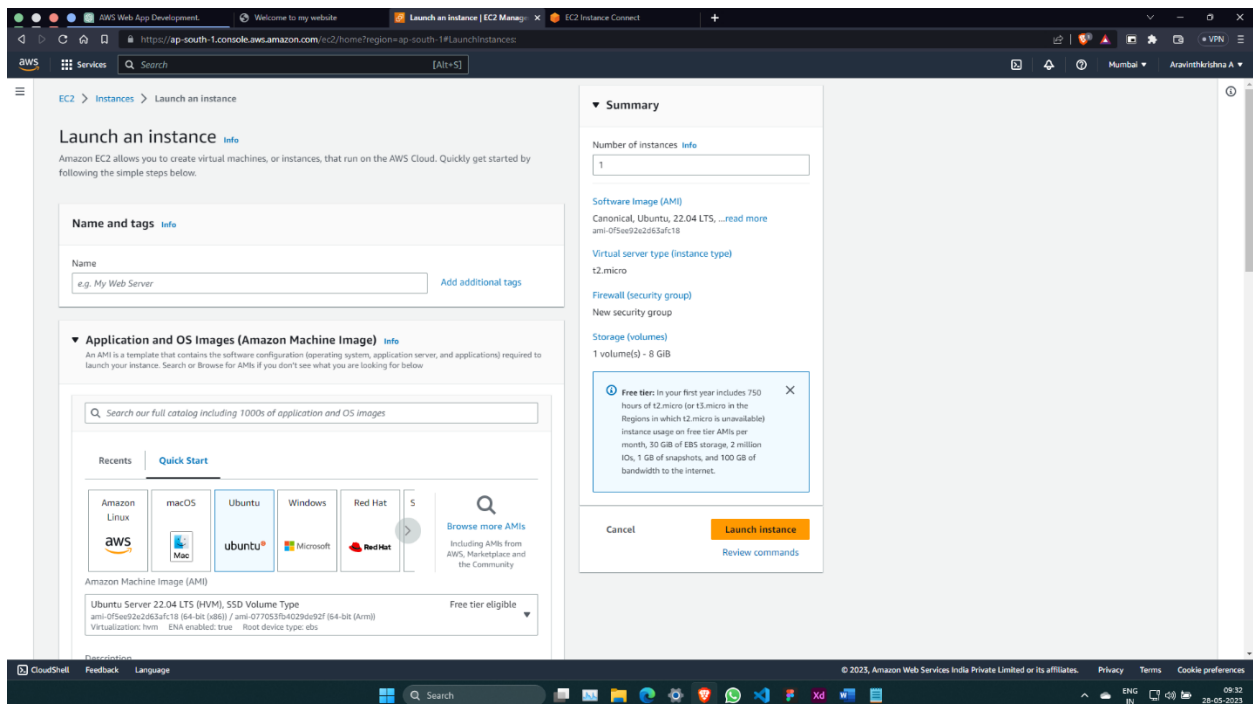 AWS Web App Development.
Welcome to my website
Launch an instance | EC2 Manage
EC2 Instance Connect
https://ap-south-1.console.aws.amazon.com/ec2/home?region=ap-south-1#LaunchInstances:
VPN
aws
Services
Search
[Alt+S]
Mumbai
Aravinthkrishna A
EC2 > Instances > Launch an instance
Launch an instance Info
Amazon EC2 allows you to create virtual machines, or instances, that run on the AWS Cloud. Quickly get started by
following the simple steps below.
Name and tags Info
Name
e.g. My Web Server
Add additional tags
Application and OS Images (Amazon Machine Image) Info
An AMI is a template that contains the software configuration (operating system, application server, and applications) required to
launch your instance. Search or Browse for AMIs if you don't see what you are looking for below
Search our full catalog including 1000s of application and OS images
Recents
Quick Start
Amazon
Linux
aws
macOS
Mac
Ubuntu
ubuntu®
Windows
Microsoft
Red Hat
Red Hat
S
Browse more AMIs
Including AMIs from
AWS, Marketplace and
the Community
Amazon Machine Image (AMI)
Ubuntu Server 22.04 LTS (HVM), SSD Volume Type
Free tier eligible
ami-0f5ee92e2d63afc18 (64-bit (x86)) / ami-077053fb4029de92f (64-bit (Arm))
Virtualization: hvm ENA enabled: true Root device type: ebs
Description
Summary
Number of instances Info
1
Software Image (AMI)
Canonical, Ubuntu, 22.04 LTS, ...read more
ami-0f5ee92e2d63afc18
Virtual server type (instance type)
t2.micro
Firewall (security group)
New security group
Storage (volumes)
1 volume(s) - 8 GiB
Free tier: In your first year includes 750
hours of t2.micro (or t3.micro in the
Regions in which t2.micro is unavailable)
instance usage on free tier AMIs per
month, 30 GiB of EBS storage, 2 million
IOs, 1 GB of snapshots, and 100 GB of
bandwidth to the internet.
Cancel
Launch instance
Review commands
CloudShell
Feedback
Language
© 2023, Amazon Web Services India Private Limited or its affiliates.
Privacy
Terms
Cookie preferences
Search
Xd
ENG
IN
09:32
28-05-2023